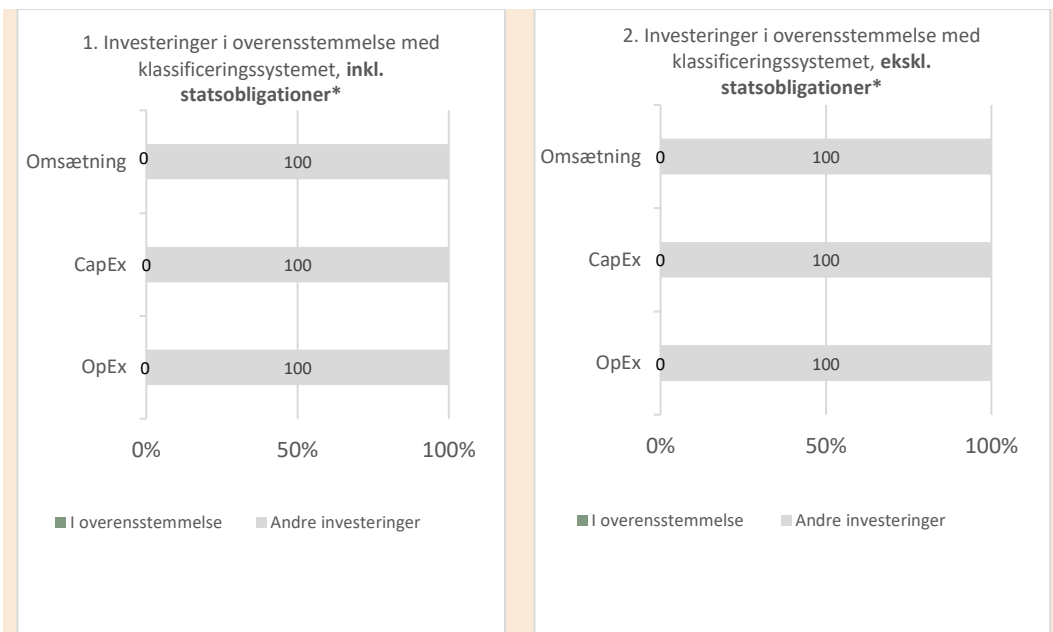 1. Investeringer i overensstemmelse med
klassificeringssystemet, inkl.
statsobligationer*
Omsætning 0 100
CapEx 0 100
OpEx 0 100
0% 50% 100%
I overensstemmelse Andre investeringer
2. Investeringer i overensstemmelse med
klassificeringssystemet, ekskl.
statsobligationer*
Omsætning 0 100
CapEx 0 100
OpEx 0 100
0% 50% 100%
I overensstemmelse Andre investeringer